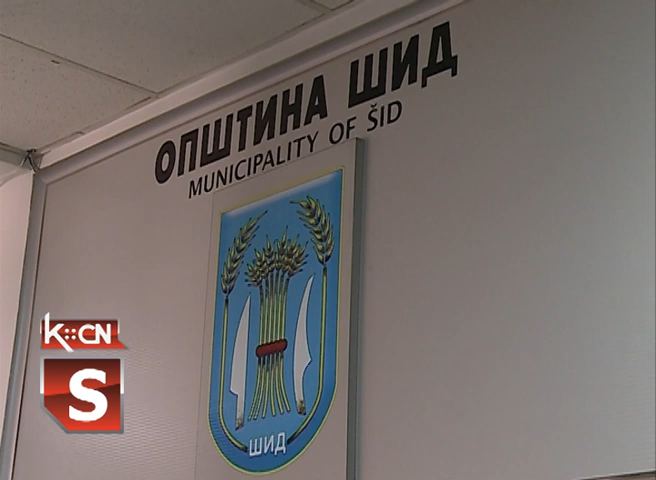 ОПШТИНА ШИД
MUNICIPALITY OF ŠID
ШИД
K::CN
S